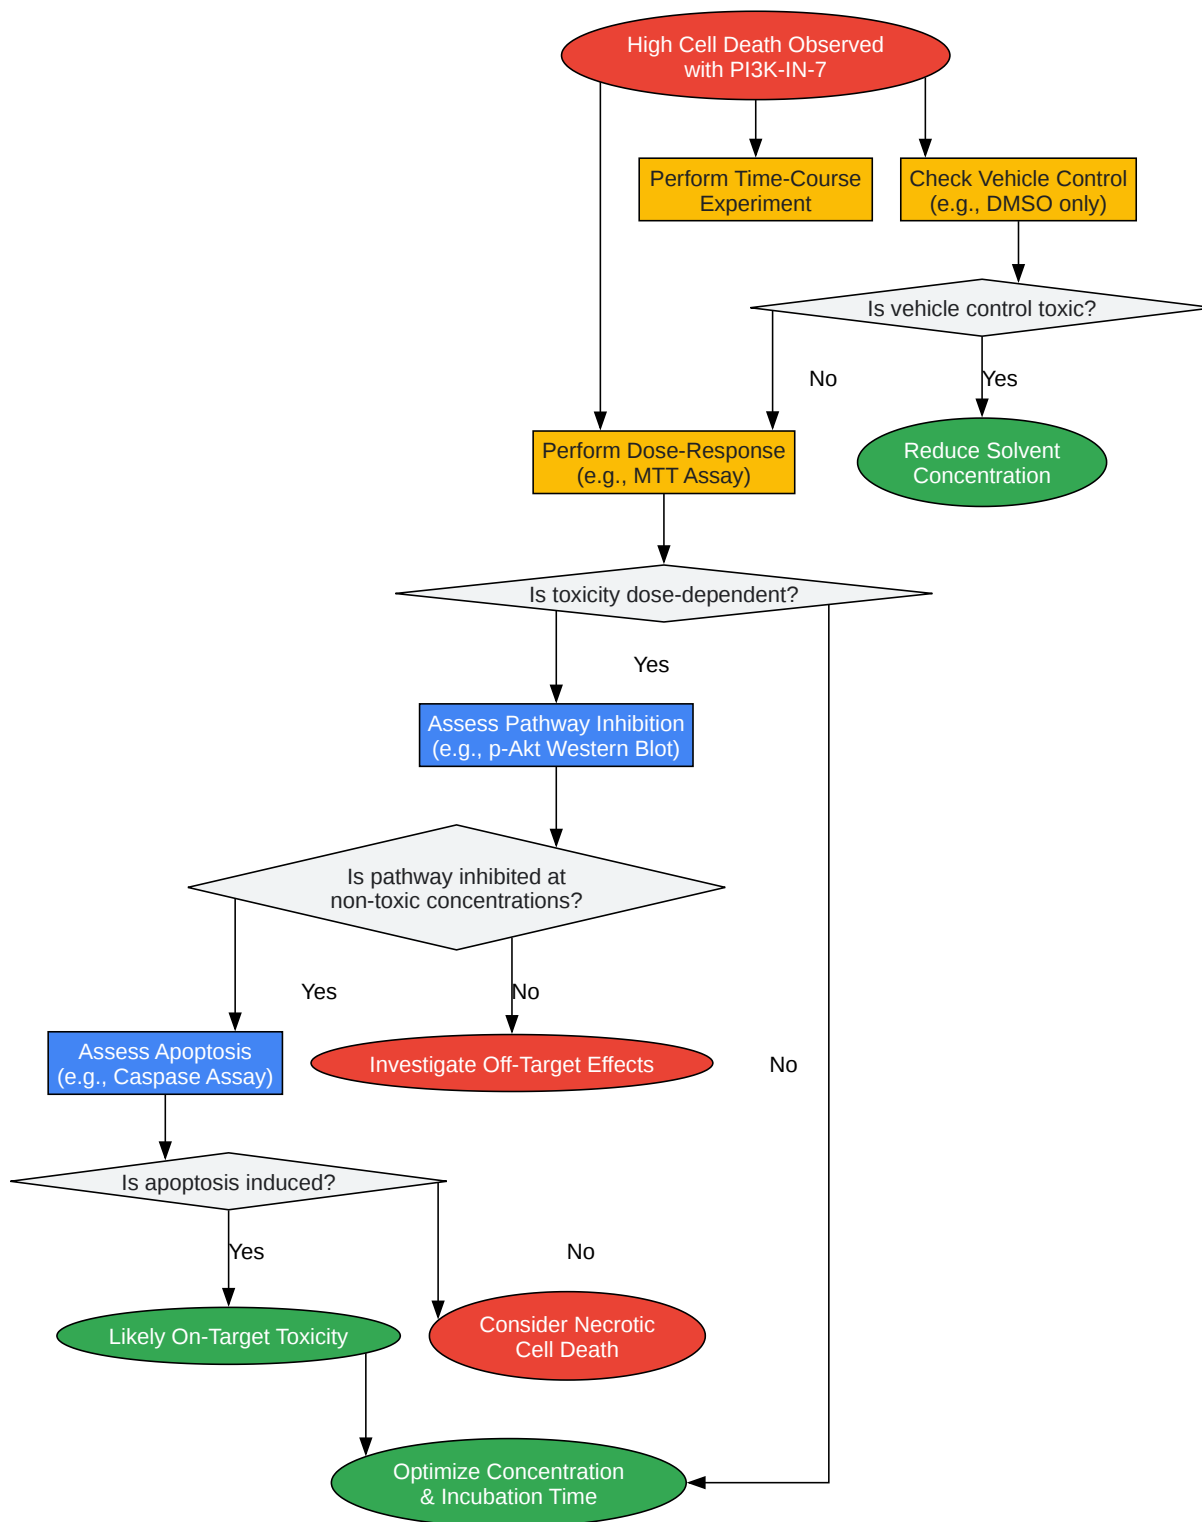 High Cell Death Observed
with PI3K-IN-7
Perform Time-Course
Experiment
Check Vehicle Control
(e.g., DMSO only)
Is vehicle control toxic?
No
Yes
Perform Dose-Response
(e.g., MTT Assay)
Reduce Solvent
Concentration
Is toxicity dose-dependent?
Yes
Assess Pathway Inhibition
(e.g., p-Akt Western Blot)
Is pathway inhibited at
non-toxic concentrations?
Yes
No
Assess Apoptosis
(e.g., Caspase Assay)
Investigate Off-Target Effects
No
Is apoptosis induced?
Yes
No
Likely On-Target Toxicity
Consider Necrotic
Cell Death
Optimize Concentration
& Incubation Time